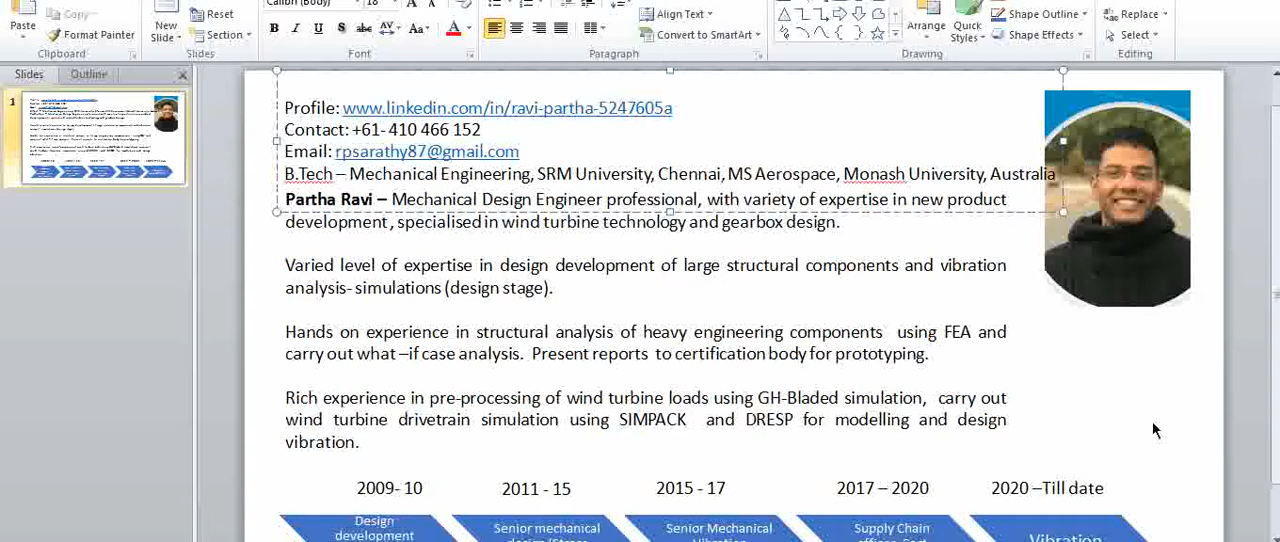 Calibri (Body) 18
Paste
Copy
Format Painter
Clipboard
New
Slide
Reset
Section
Slides
B I U S abc AV Aa A
Font
Align Text
Convert to SmartArt
Paragraph
Arrange
Quick
Styles
Shape Outline
Shape Effects
Drawing
Replace
Select
Editing
Slides Outline
1
Profile: www.linkedin.com/in/ravi-partha-5247605a
Contact: +61- 410 466 152
Email: rpsarathy87@gmail.com
B.Tech – Mechanical Engineering, SRM University, Chennai, MS Aerospace, Monash University, Australia
Partha Ravi – Mechanical Design Engineer professional, with variety of expertise in new product
development, specialised in wind turbine technology and gearbox design.
Varied level of expertise in design development of large structural components and vibration
analysis- simulations (design stage).
Hands on experience in structural analysis of heavy engineering components using FEA and
carry out what –if case analysis. Present reports to certification body for prototyping.
Rich experience in pre-processing of wind turbine loads using GH-Bladed simulation, carry out
wind turbine drivetrain simulation using SIMPACK and DRESP for modelling and design
vibration.
2009- 10 2011 - 15 2015 - 17 2017 – 2020 2020 –Till date
Design
development
Senior mechanical
Senior Mechanical
Supply Chain
Vibration